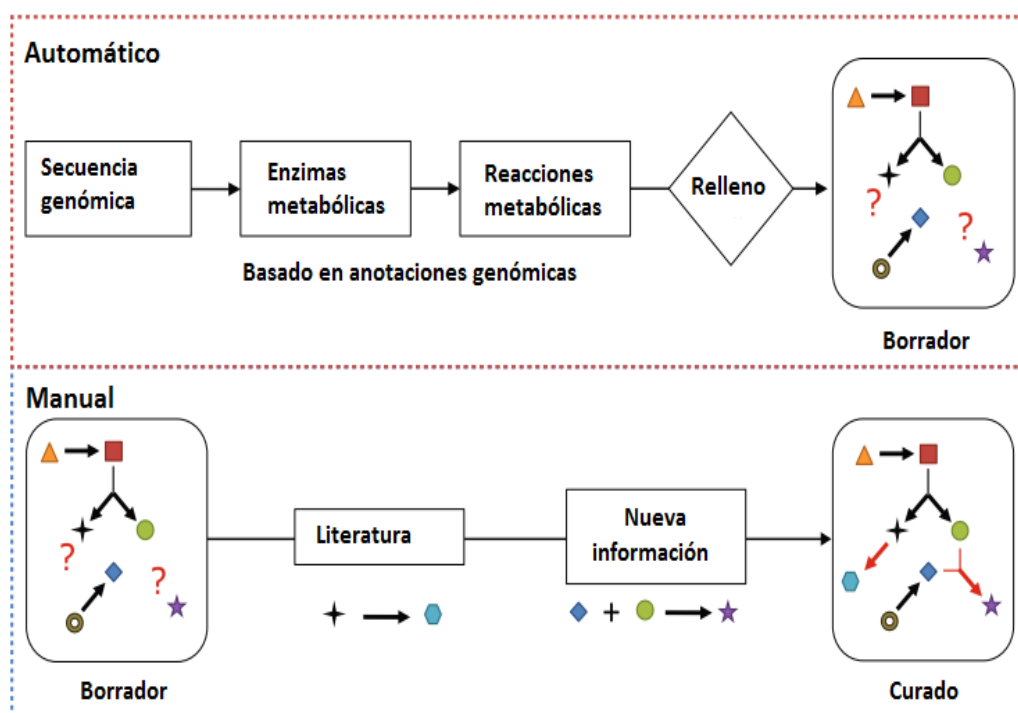 Automático
Secuencia
genómica
Enzimas
metabólicas
Reacciones
metabólicas
Relleno
?
?
Basado en anotaciones genómicas
Borrador
Manual
?
?
Literatura
Nueva
información
+
Borrador
Curado